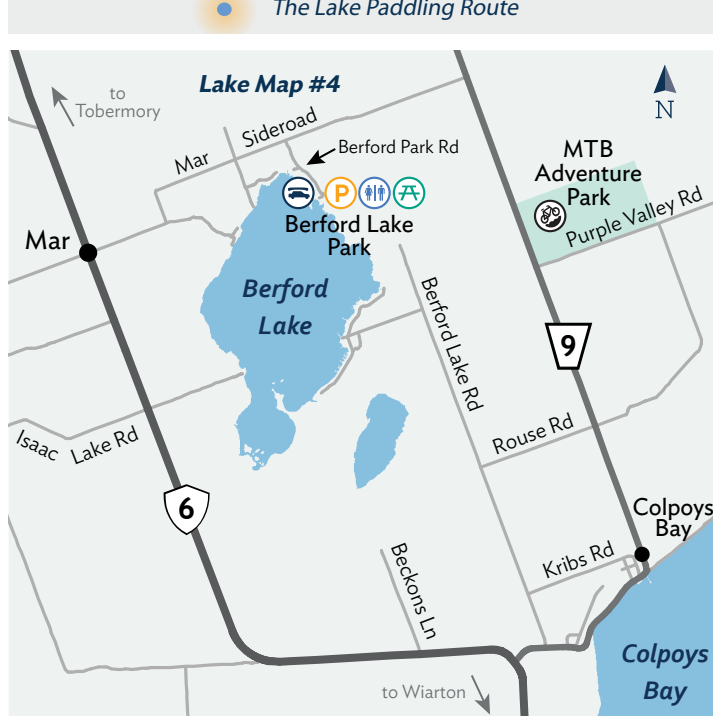 The Lake Paddling Route
Lake Map #4
to
Tobermory
N
Mar Sideroad
Berford Park Rd
MTB
Adventure
Park
P
Purple Valley Rd
Berford Lake
Park
Mar
Berford
Lake
Berford Lake Rd
9
Isaac Lake Rd
Rouse Rd
6
Colpoys
Bay
Kribs Rd
Beckons Ln
Colpoys
Bay
to Wiarton